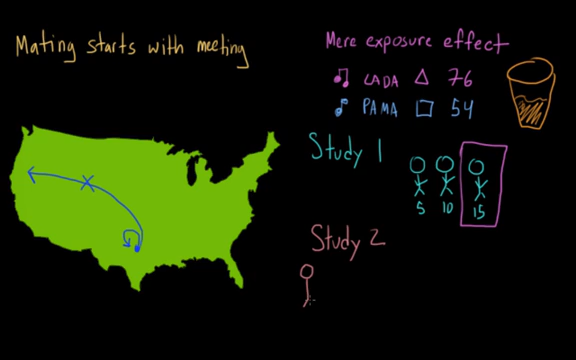 Mating starts with meeting
Mere exposure effect
LADA 76
PAMA 54
Study 1
5 10 15
Study 2